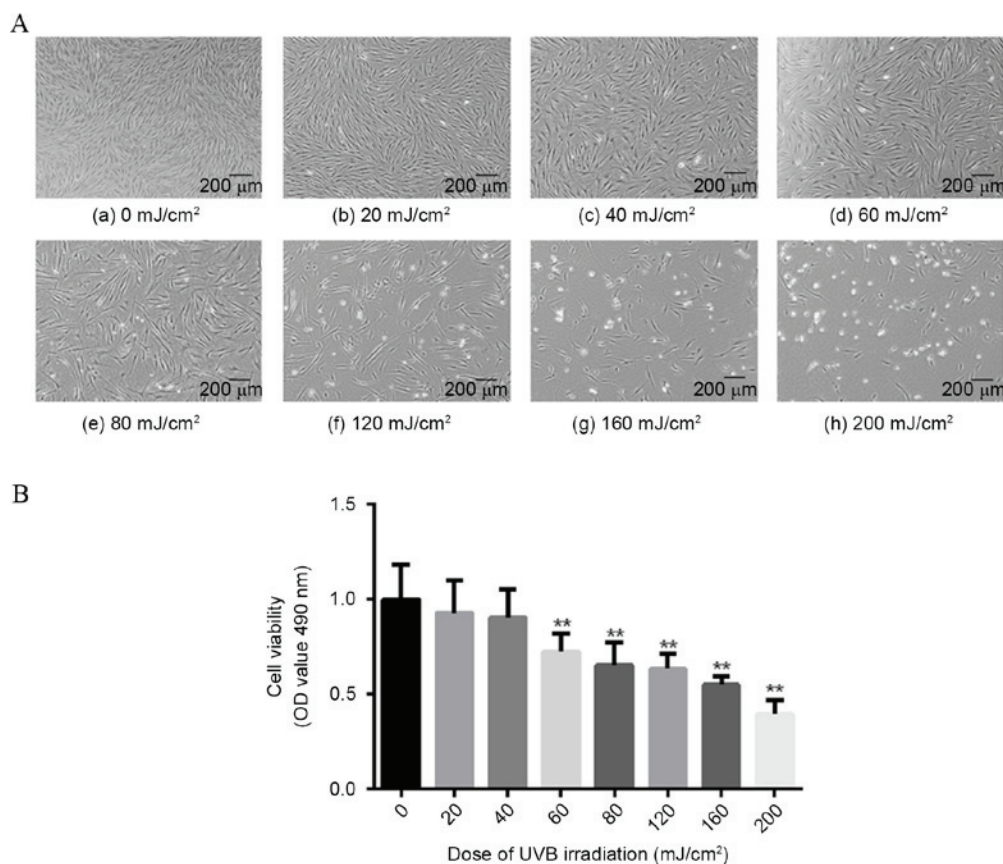 A
200 μm
200 μm
200 μm
200 μm
(a) 0 mJ/cm²
(b) 20 mJ/cm²
(c) 40 mJ/cm²
(d) 60 mJ/cm²
200 μm
200 μm
200 μm
200 μm
(e) 80 mJ/cm²
(f) 120 mJ/cm²
(g) 160 mJ/cm²
(h) 200 mJ/cm²
B
Cell viability
(OD value 490 nm)
1.5
1.0
0.5
0.0
**
**
**
**
**
0
20
40
60
80
120
160
200
Dose of UVB irradiation (mJ/cm²)